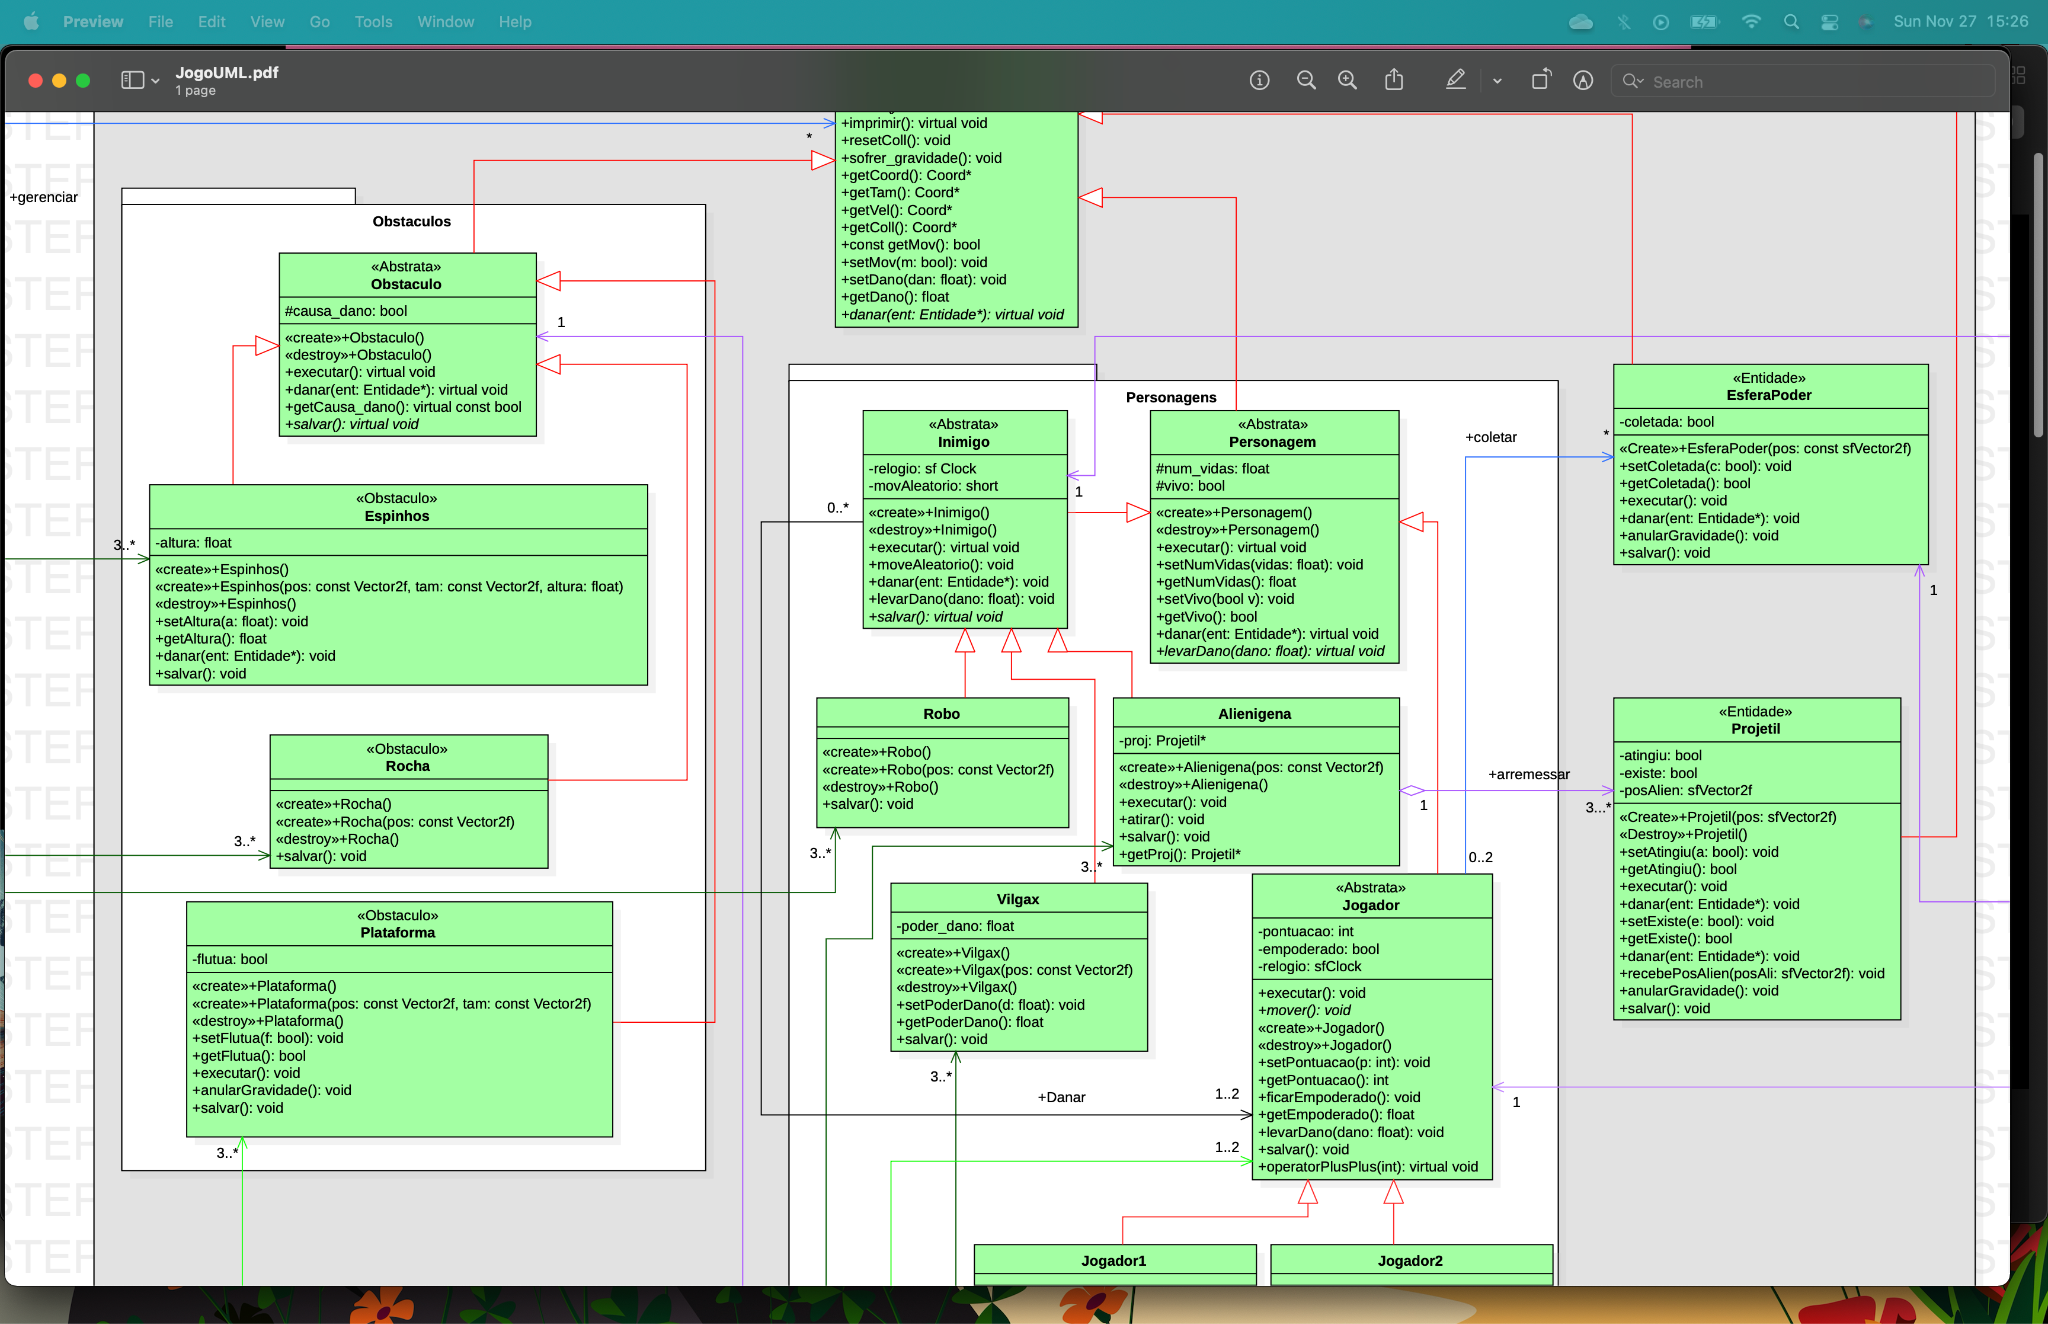 Preview File Edit View Go Tools Window Help
Sun Nov 27 15:26
JogoUML.pdf
1 page
Search
+gerenciar
*
+imprimir(): virtual void
+resetColl(): void
+sofrer_gravidade(): void
+getCoord(): Coord*
+getTam(): Coord*
+getVel(): Coord*
+getColl(): Coord*
+const getMov(): bool
+setMov(m: bool): void
+setDano(dan: float): void
+getDano(): float
+danar(ent: Entidade*): virtual void
Obstaculos
«Abstrata»
Obstaculo
#causa_dano: bool
«create»+Obstaculo()
«destroy»+Obstaculo()
+executar(): virtual void
+danar(ent: Entidade*): virtual void
+getCausa_dano(): virtual const bool
+salvar(): virtual void
1
«Obstaculo»
Espinhos
-altura: float
«create»+Espinhos()
«create»+Espinhos(pos: const Vector2f, tam: const Vector2f, altura: float)
«destroy»+Espinhos()
+setAltura(a: float): void
+getAltura(): float
+danar(ent: Entidade*): void
+salvar(): void
3..*
«Obstaculo»
Rocha
«create»+Rocha()
«create»+Rocha(pos: const Vector2f)
«destroy»+Rocha()
+salvar(): void
3..*
«Obstaculo»
Plataforma
-flutua: bool
«create»+Plataforma()
«create»+Plataforma(pos: const Vector2f, tam: const Vector2f)
«destroy»+Plataforma()
+setFlutua(f: bool): void
+getFlutua(): bool
+executar(): void
+anularGravidade(): void
+salvar(): void
3..*
Personagens
«Abstrata»
Inimigo
-relogio: sf Clock
-movAleatorio: short
«create»+Inimigo()
«destroy»+Inimigo()
+executar(): virtual void
+moveAleatorio(): void
+danar(ent: Entidade*): void
+levarDano(dano: float): void
+salvar(): virtual void
0..*
1
«Abstrata»
Personagem
#num_vidas: float
#vivo: bool
«create»+Personagem()
«destroy»+Personagem()
+executar(): virtual void
+setNumVidas(vidas: float): void
+getNumVidas(): float
+setVivo(bool v): void
+getVivo(): bool
+danar(ent: Entidade*): virtual void
+levarDano(dano: float): virtual void
+coletar
*
«Entidade»
EsferaPoder
-coletada: bool
«Create»+EsferaPoder(pos: const sfVector2f)
+setColetada(c: bool): void
+getColetada(): bool
+executar(): void
+danar(ent: Entidade*): void
+anularGravidade(): void
+salvar(): void
1
Robo
«create»+Robo()
«create»+Robo(pos: const Vector2f)
«destroy»+Robo()
+salvar(): void
3..*
Alienigena
-proj: Projetil*
«create»+Alienigena(pos: const Vector2f)
«destroy»+Alienigena()
+executar(): void
+atirar(): void
+salvar(): void
+getProj(): Projetil*
3..*
+arremessar
1
3...*
«Entidade»
Projetil
-atingiu: bool
-existe: bool
-posAlien: sfVector2f
«Create»+Projetil(pos: sfVector2f)
«Destroy»+Projetil()
+setAtingiu(a: bool): void
+getAtingiu(): bool
+executar(): void
+danar(ent: Entidade*): void
+setExiste(e: bool): void
+getExiste(): bool
+danar(ent: Entidade*): void
+recebePosAlien(posAli: sfVector2f): void
+anularGravidade(): void
+salvar(): void
Vilgax
-poder_dano: float
«create»+Vilgax()
«create»+Vilgax(pos: const Vector2f)
«destroy»+Vilgax()
+setPoderDano(d: float): void
+getPoderDano(): float
+salvar(): void
3..*
0..2
«Abstrata»
Jogador
-pontuacao: int
-empoderado: bool
-relogio: sfClock
+executar(): void
+mover(): void
«create»+Jogador()
«destroy»+Jogador()
+setPontuacao(p: int): void
+getPontuacao(): int
+ficarEmpoderado(): void
+getEmpoderado(): float
+levarDano(dano: float): void
+salvar(): void
+operatorPlusPlus(int): virtual void
+Danar
1..2
1..2
1
Jogador1
Jogador2